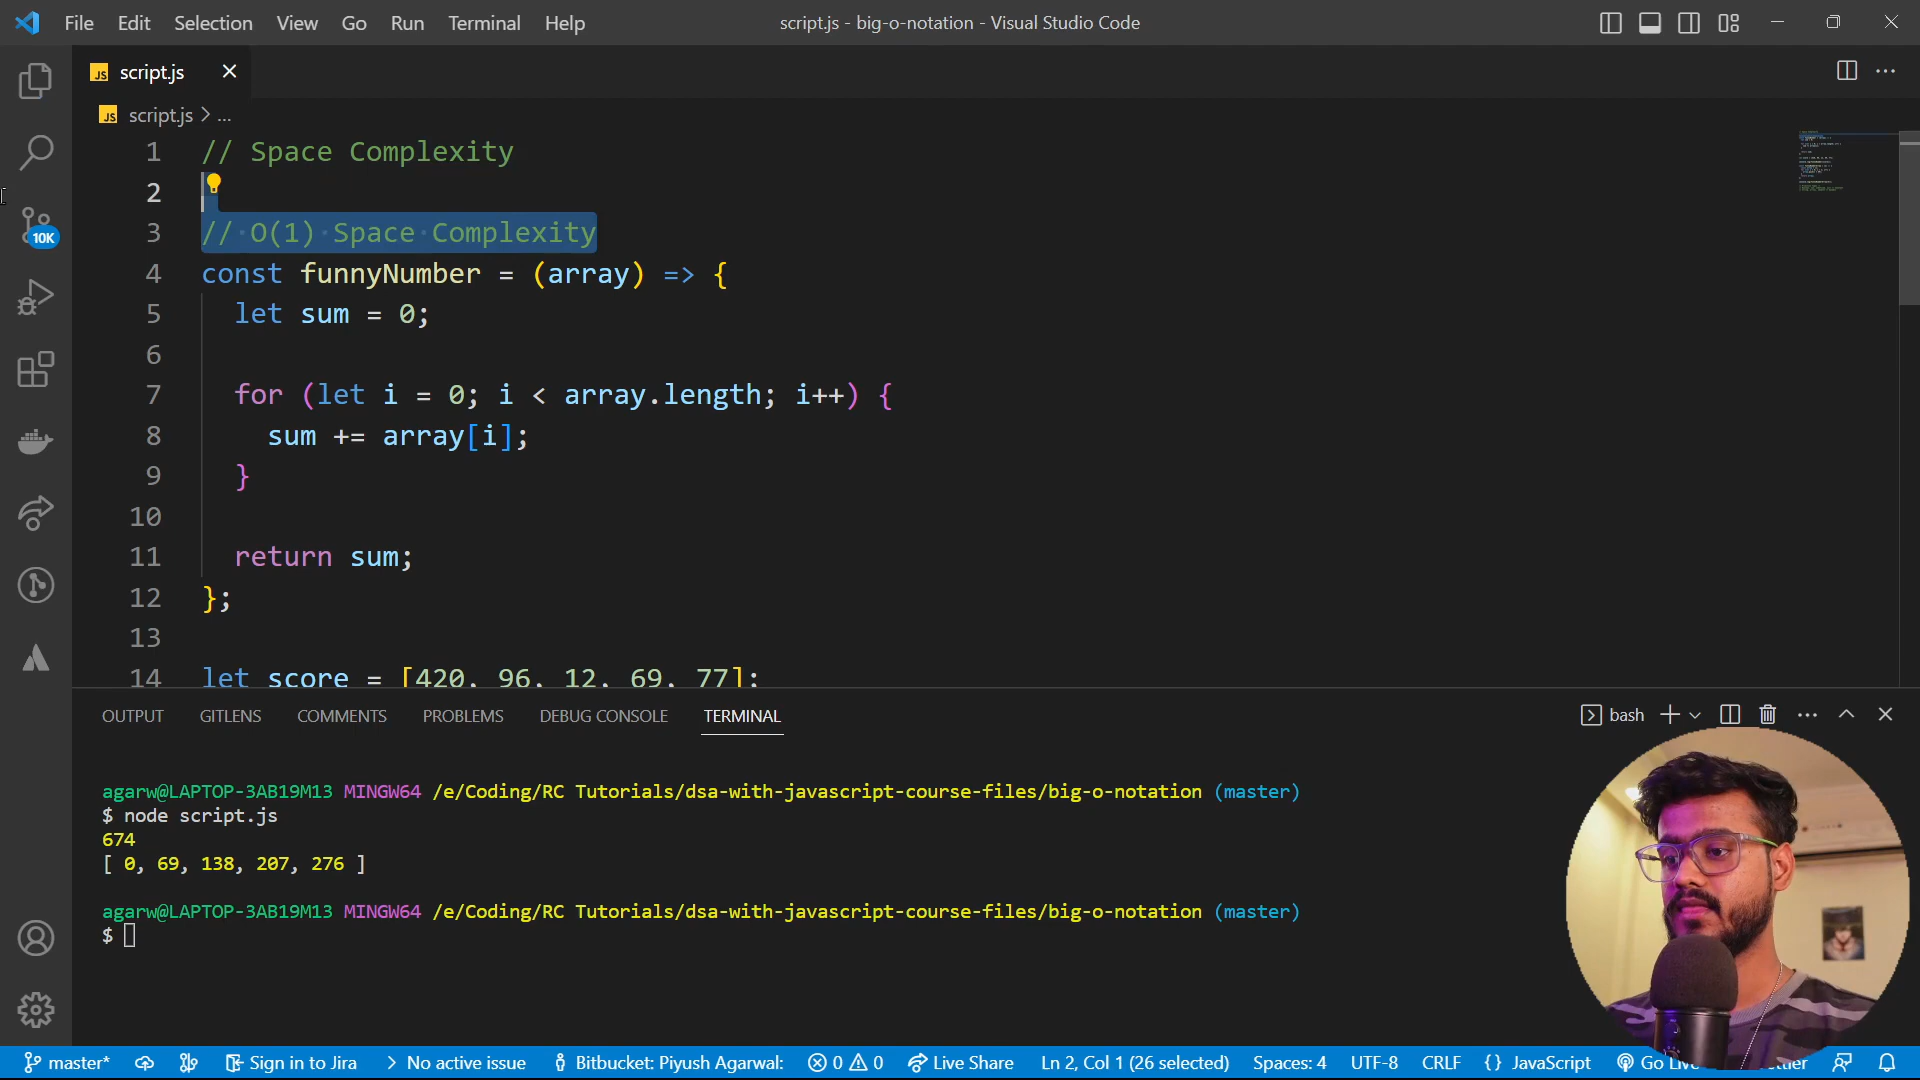 File Edit Selection View Go Run Terminal Help script.js - big-o-notation - Visual Studio Code
JS script.js
JS script.js > ...
1 // Space Complexity
2
3 // O(1) Space Complexity
4 const funnyNumber = (array) => {
5 let sum = 0;
6
7 for (let i = 0; i < array.length; i++) {
8 sum += array[i];
9 }
10
11 return sum;
12 };
13
14 let score = [420, 96, 12, 69, 77];
10K
OUTPUT GITLENS COMMENTS PROBLEMS DEBUG CONSOLE TERMINAL bash
agarw@LAPTOP-3AB19M13 MINGW64 /e/Coding/RC Tutorials/dsa-with-javascript-course-files/big-o-notation (master)
$ node script.js
674
[ 0, 69, 138, 207, 276 ]
agarw@LAPTOP-3AB19M13 MINGW64 /e/Coding/RC Tutorials/dsa-with-javascript-course-files/big-o-notation (master)
$
master* Sign in to Jira No active issue Bitbucket: Piyush Agarwal: 0 0 Live Share Ln 2, Col 1 (26 selected) Spaces: 4 UTF-8 CRLF {} JavaScript Go